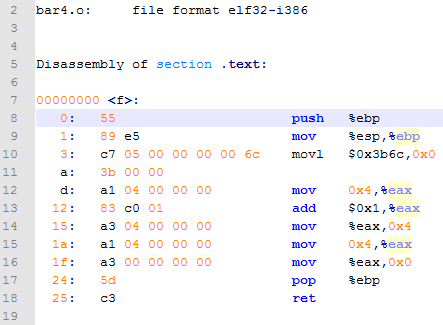 2 bar4.o:     file format elf32-i386
3
4
5 Disassembly of section .text:
6
7 00000000 <f>:
8    0:   55                      push   %ebp
9    1:   89 e5                   mov    %esp,%ebp
10    3:   c7 05 00 00 00 00 6c    movl   $0x3b6c,0x0
11    a:   3b 00 00
12    d:   a1 04 00 00 00          mov    0x4,%eax
13   12:   83 c0 01                add    $0x1,%eax
14   15:   a3 04 00 00 00          mov    %eax,0x4
15   1a:   a1 04 00 00 00          mov    0x4,%eax
16   1f:   a3 00 00 00 00          mov    %eax,0x0
17   24:   5d                      pop    %ebp
18   25:   c3                      ret
19